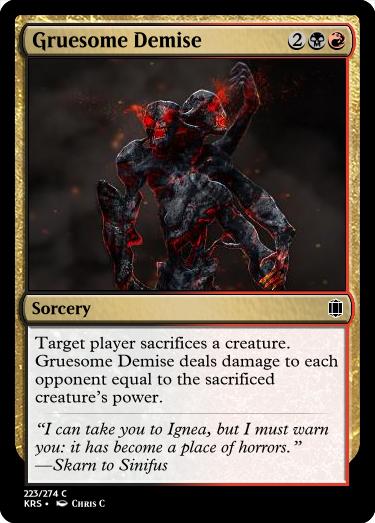 Gruesome Demise 2
Sorcery
Target player sacrifices a creature.
Gruesome Demise deals damage to each
opponent equal to the sacrificed
creature's power.
“I can take you to Ignea, but I must warn
you: it has become a place of horrors.”
—Skarn to Sinifus
223/274 C
KRS • Chris C